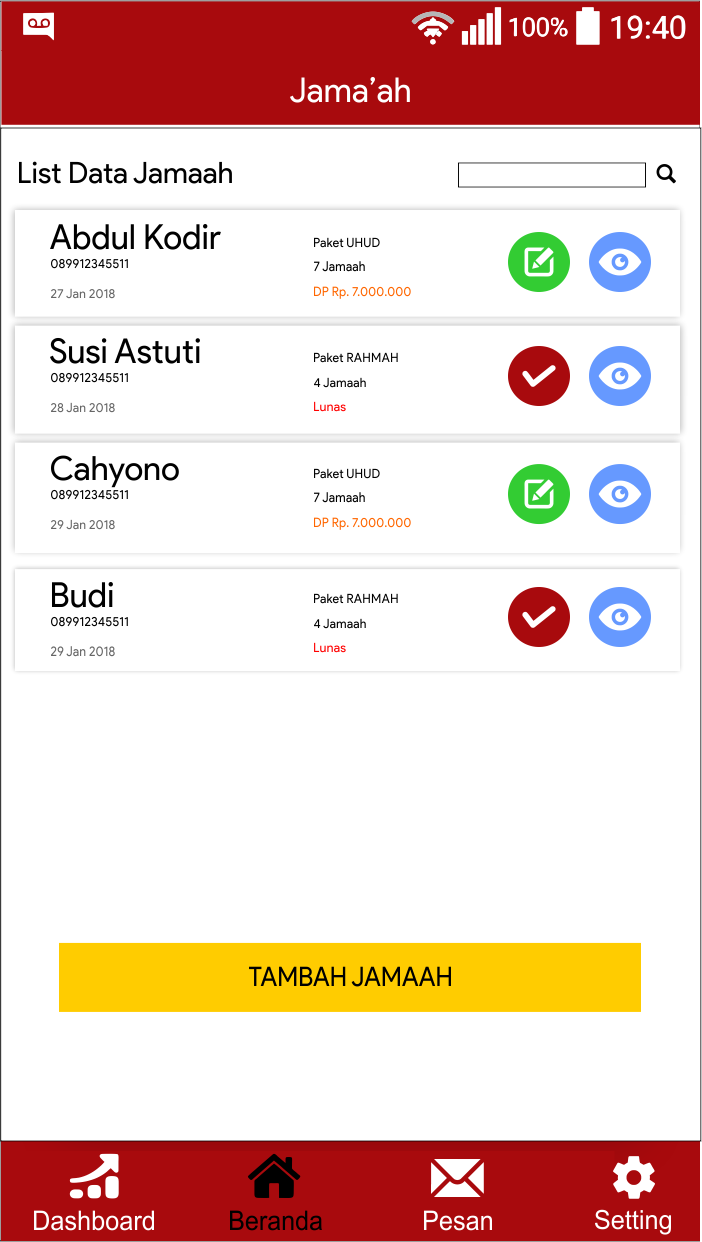 100% 19:40
Jama’ah
List Data Jamaah
Abdul Kodir
089912345511
27 Jan 2018
Paket UHUD
7 Jamaah
DP Rp. 7.000.000
Susi Astuti
089912345511
28 Jan 2018
Paket RAHMAH
4 Jamaah
Lunas
Cahyono
089912345511
29 Jan 2018
Paket UHUD
7 Jamaah
DP Rp. 7.000.000
Budi
089912345511
29 Jan 2018
Paket RAHMAH
4 Jamaah
Lunas
TAMBAH JAMAAH
Dashboard Beranda Pesan Setting